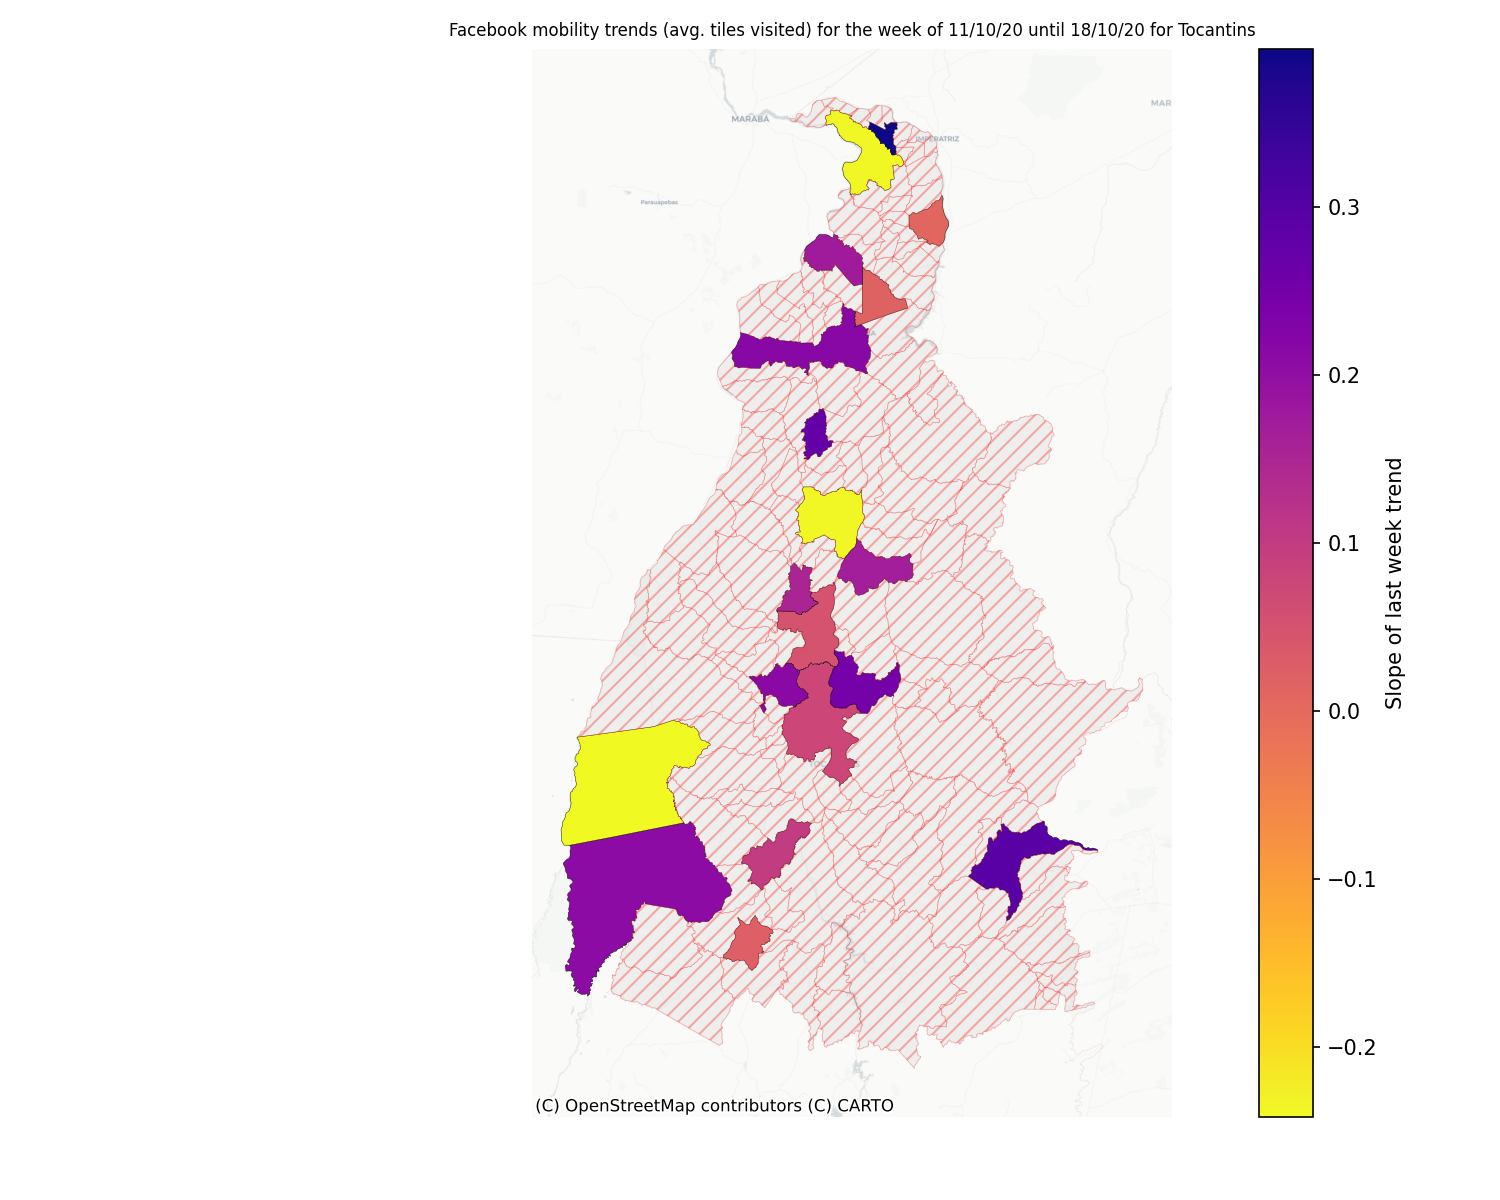 Facebook mobility trends (avg. tiles visited) for the week of 11/10/20 until 18/10/20 for Tocantins
MAR
MARABÁ
IMPERATRIZ
Parauapebas
0.3
0.2
0.1
0.0
−0.1
−0.2
Slope of last week trend
(C) OpenStreetMap contributors (C) CARTO